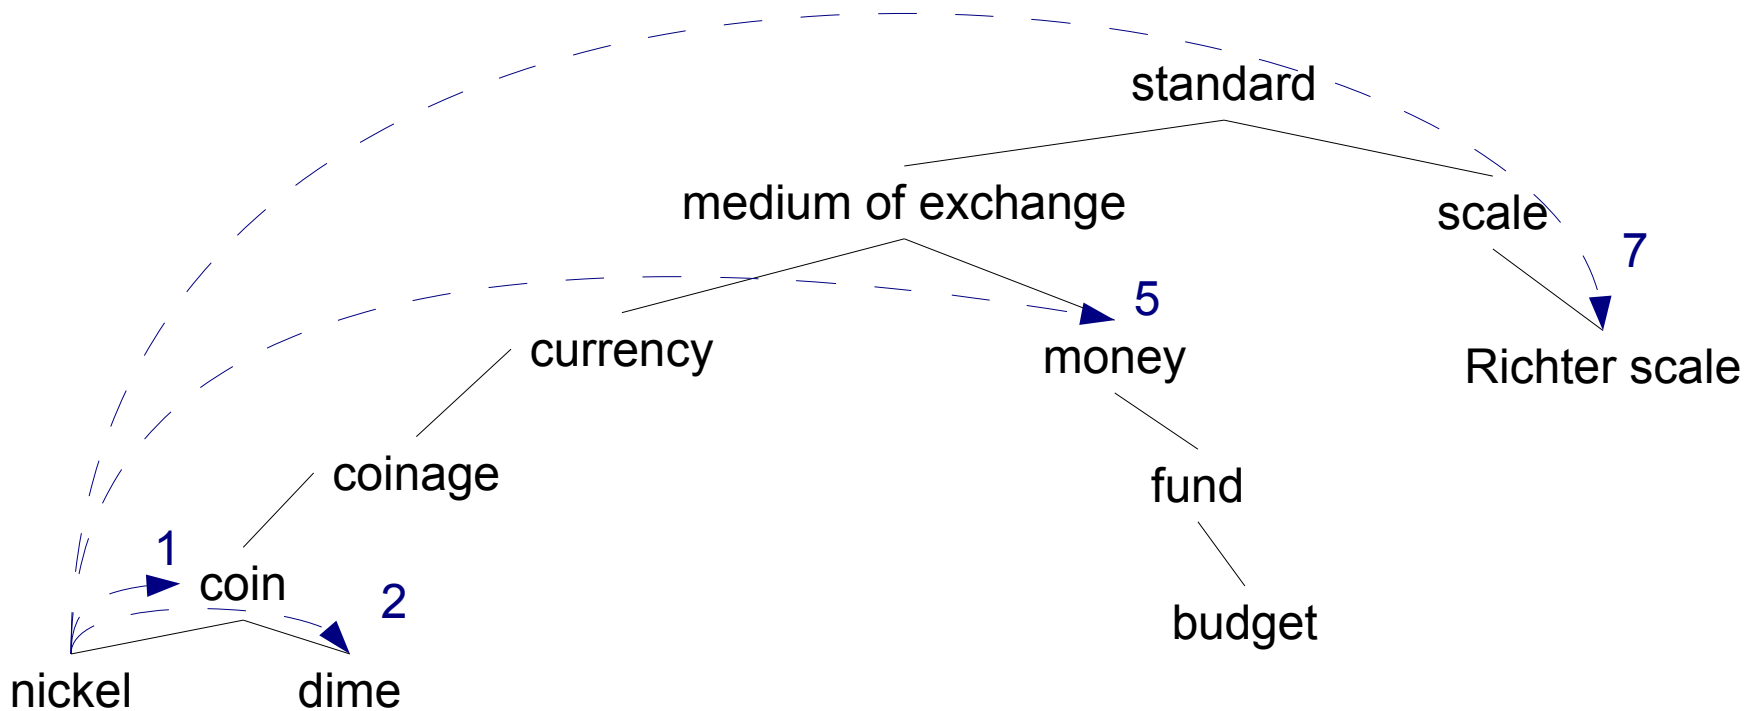 standard
medium of exchange
scale
7
5
currency
money
Richter scale
coinage
fund
1
coin
2
budget
nickel
dime